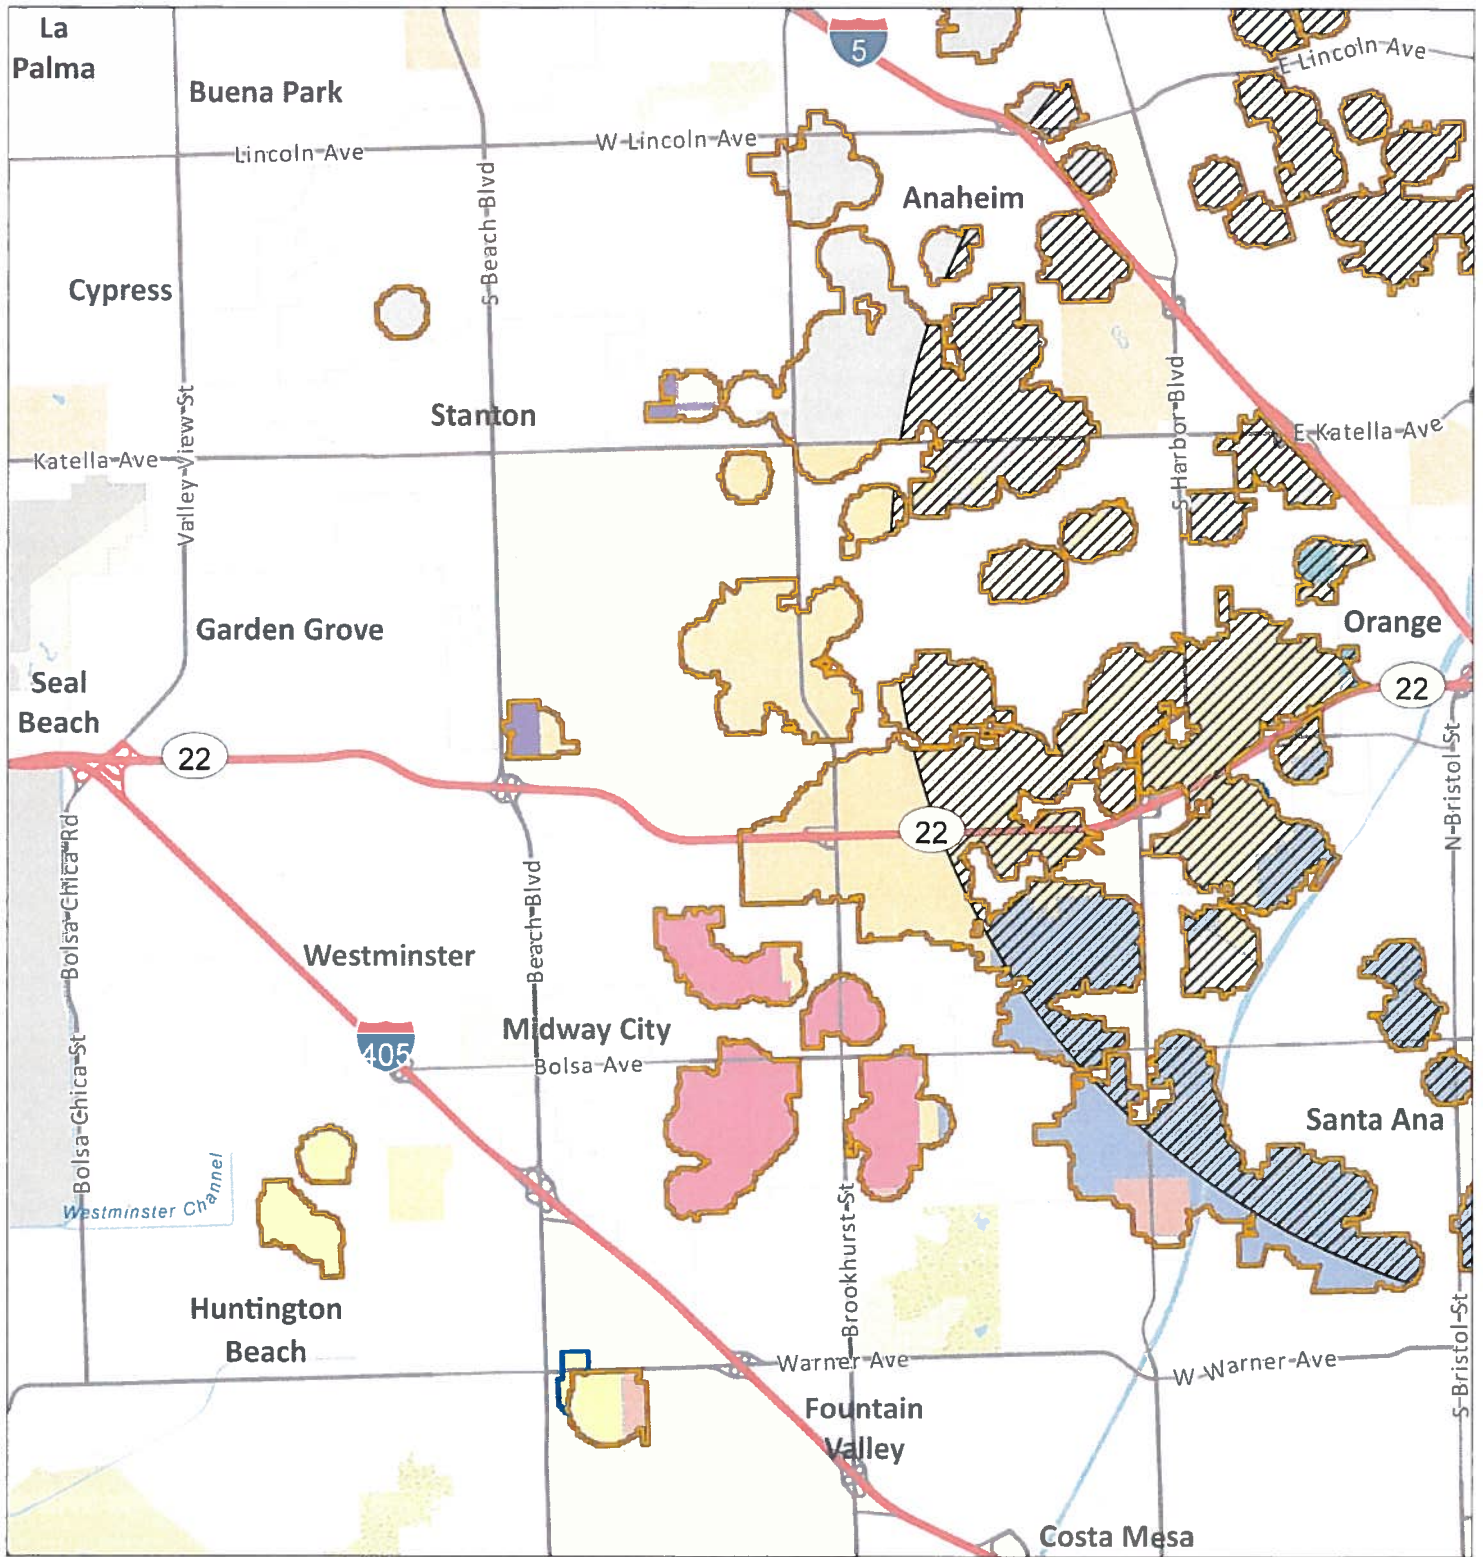 La
Palma
Buena Park
5
E Lincoln Ave
Lincoln Ave
W Lincoln Ave
S Beach Blvd
Anaheim
Cypress
Stanton
Valley View St
Katella Ave
S Harbor Blvd
E Katella Ave
Garden Grove
Orange
Seal
Beach
22
22
22
N Bristol St
Bolsa Chica Rd
Beach Blvd
Westminster
Midway City
405
Bolsa Ave
Bolsa Chica St
Santa Ana
Westminster Channel
Brookhurst St
Huntington
Beach
Warner Ave
W Warner Ave
S Bristol St
Fountain
Valley
Costa Mesa